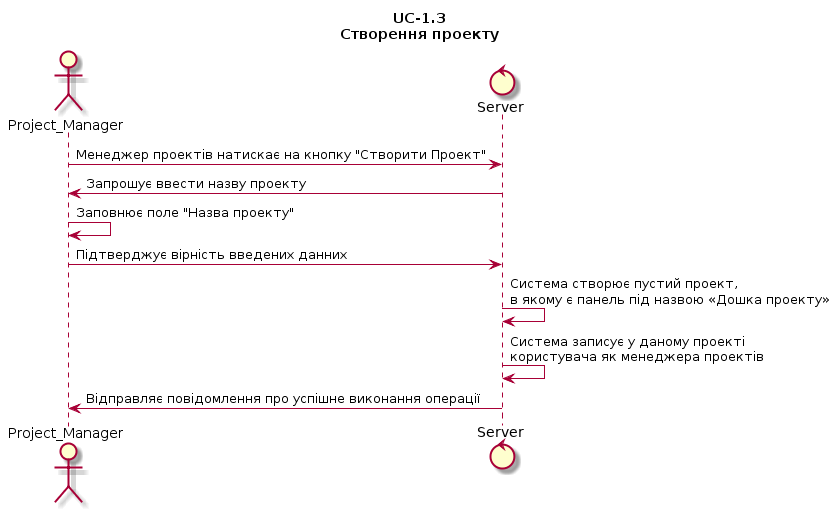 UC-1.3
Створення проекту
Project_Manager
Server
Менеджер проектів натискає на кнопку "Створити Проект"
Запрошує ввести назву проекту
Заповнює поле "Назва проекту"
Підтверджує вірність введених данних
Система створює пустий проект,
в якому є панель під назвою «Дошка проекту»
Система записує у даному проекті
користувача як менеджера проектів
Відправляє повідомлення про успішне виконання операції
Project_Manager
Server